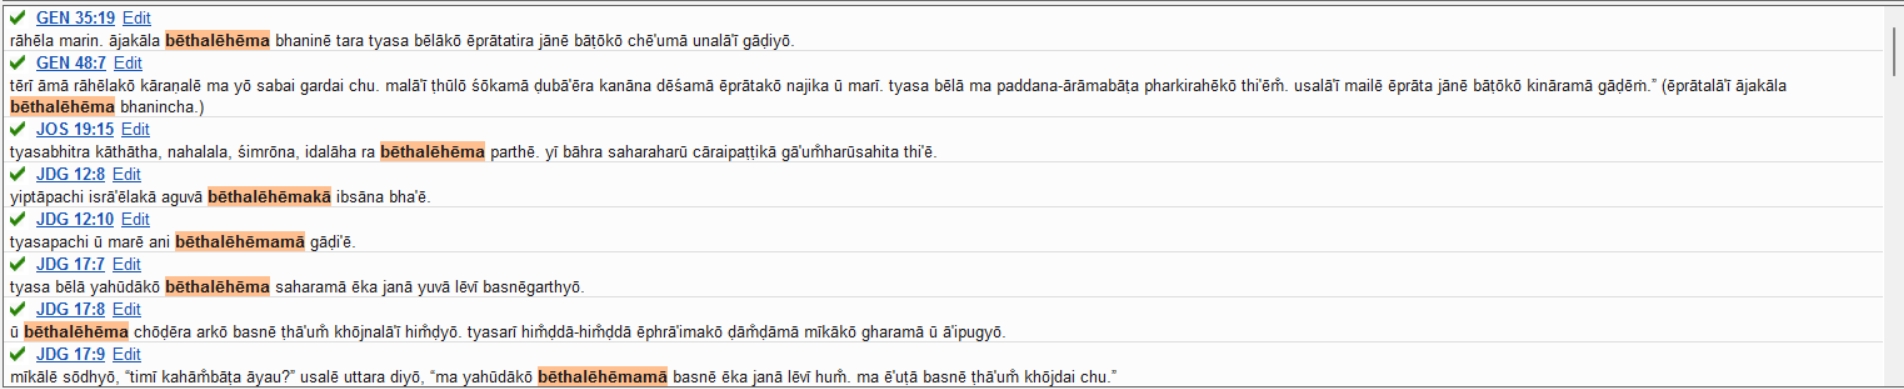 GEN 35:19 Edit
rāhēla marin. ājakāla bēthalēhēma bhaninē tara tyasa bēlākō ēprātatira jānē bāṭōkō chē'umā unalā'ī gāḍiyō.
GEN 48:7 Edit
tērī āmā rāhēlakō kāraṇalē ma yō sabai gardai chu. malā'ī ṭhūlō śōkamā ḍubā'ēra kanāna dēśamā ēprātakō najika ū marī. tyasa bēlā ma paddana-ārāmabāṭa pharkirahēkō thi'ēm̐. usalā'ī mailē ēprāta jānē bāṭōkō kināramā gāḍēṁ.” (ēprātalā'ī ājakāla
bēthalēhēma bhanincha.)
JOS 19:15 Edit
tyasabhitra kāthātha, nahalala, śimrōna, idalāha ra bēthalēhēma parthē. yī bāhra saharaharū cāraipaṭṭikā gā'um̐harūsahita thi'ē.
JDG 12:8 Edit
yiptāpachi isrā'ēlakā aguvā bēthalēhēmakā ibsāna bha'ē.
JDG 12:10 Edit
tyasapachi ū marē ani bēthalēhēmamā gāḍi'ē.
JDG 17:7 Edit
tyasa bēlā yahūdākō bēthalēhēma saharamā ēka janā yuvā lēvī basnēgarthyō.
JDG 17:8 Edit
ū bēthalēhēma chōḍēra arkō basnē ṭhā'um̐ khōjnalā'ī him̐ḍyō. tyasarī him̐ḍdā-him̐ḍdā ēphrā'imakō ḍām̐ḍāmā mīkākō gharamā ū ā'ipugyō.
JDG 17:9 Edit
mīkālē sōdhyō, “timī kahām̐bāṭa āyau?” usalē uttara diyō, “ma yahūdākō bēthalēhēmamā basnē ēka janā lēvī hum̐. ma ē'uṭā basnē ṭhā'um̐ khōjdai chu.”